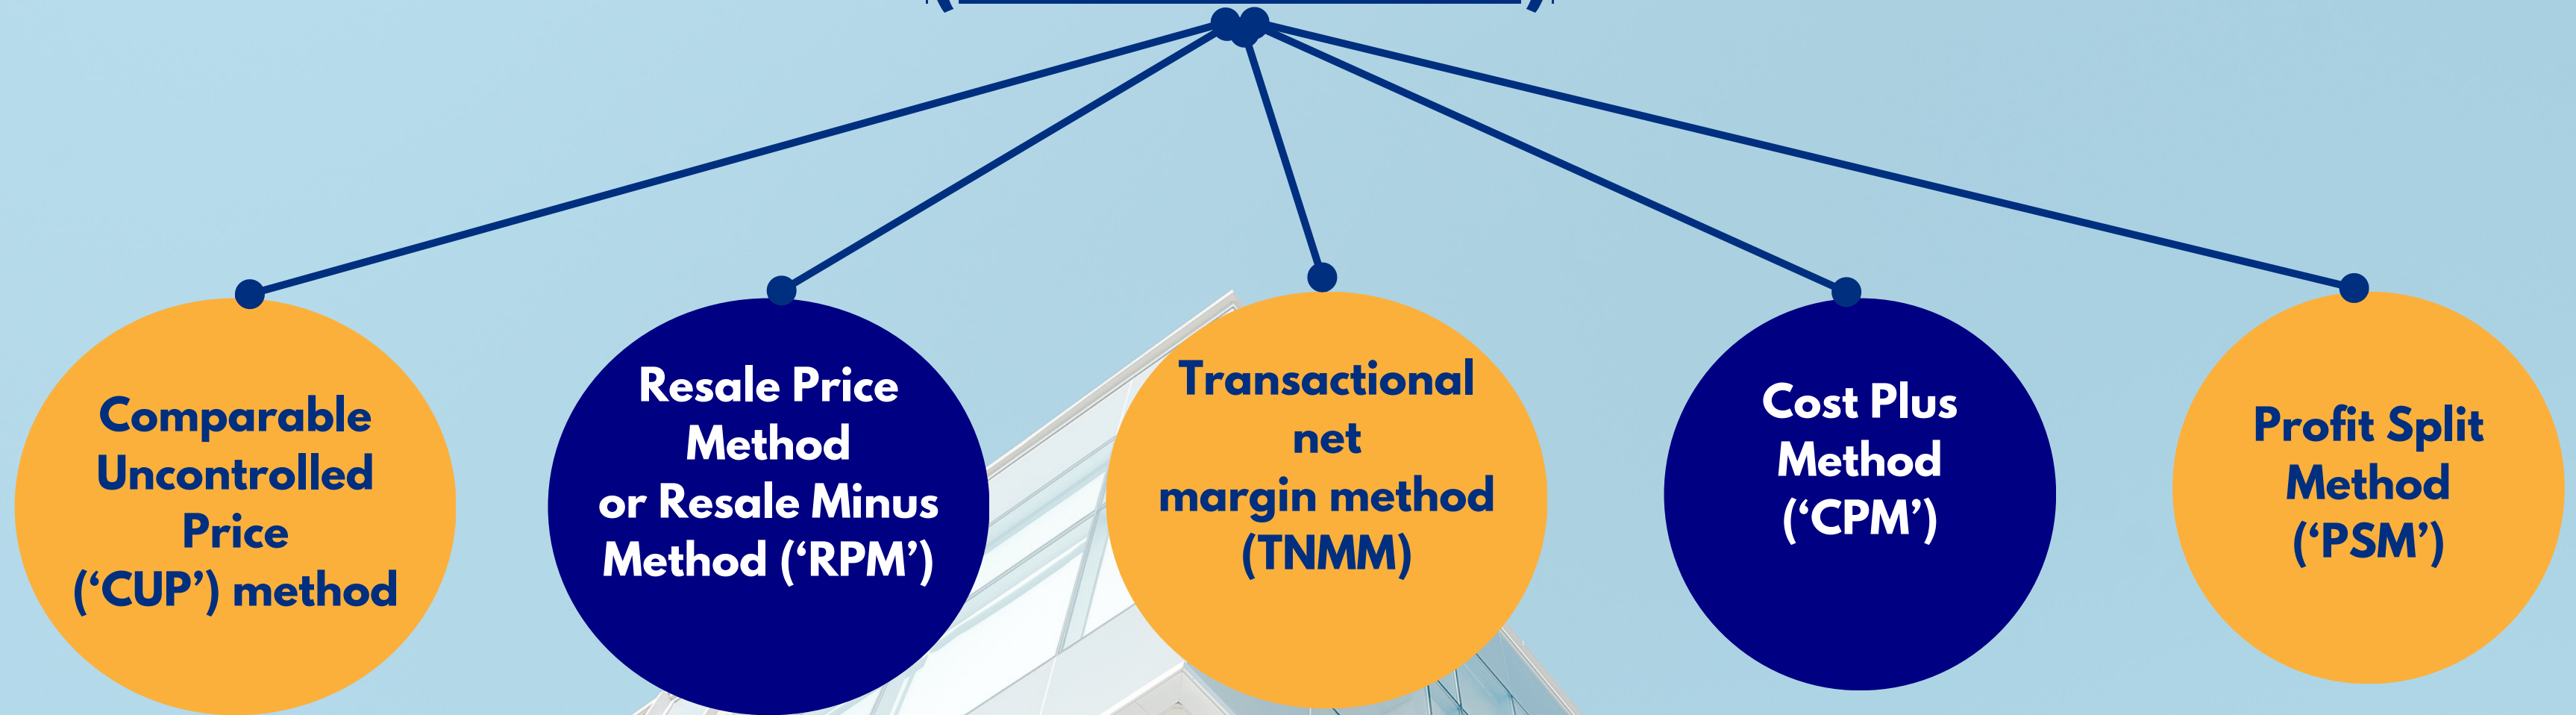 Comparable
Uncontrolled
Price
(‘CUP’) method
Resale Price
Method
or Resale Minus
Method (‘RPM’)
Transactional
net
margin method
(TNMM)
Cost Plus
Method
(‘CPM’)
Profit Split
Method
(‘PSM’)